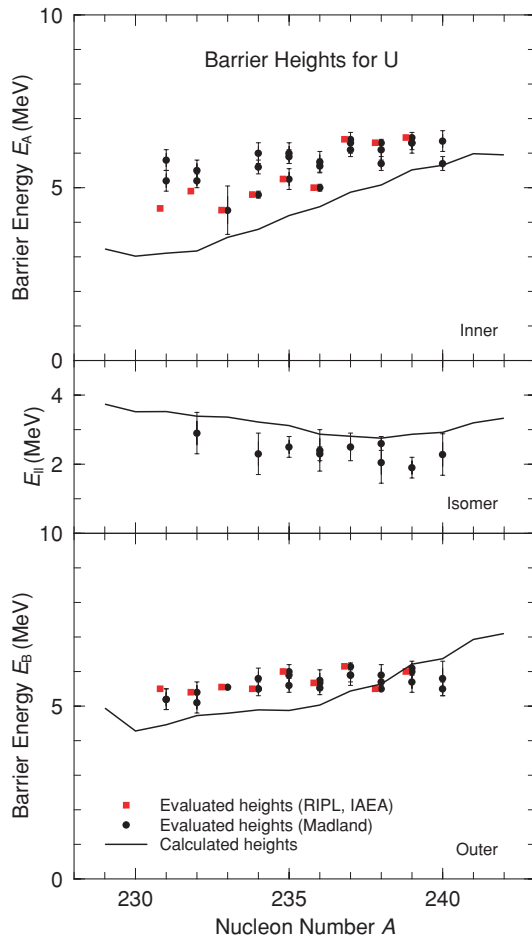 10
Barrier Heights for U
Barrier Energy E_A (MeV)
5
Inner
0
4
E_II (MeV)
2
Isomer
10
Barrier Energy E_B (MeV)
5
Evaluated heights (RIPL, IAEA)
Evaluated heights (Madland)
Calculated heights
Outer
0
230 235 240
Nucleon Number A